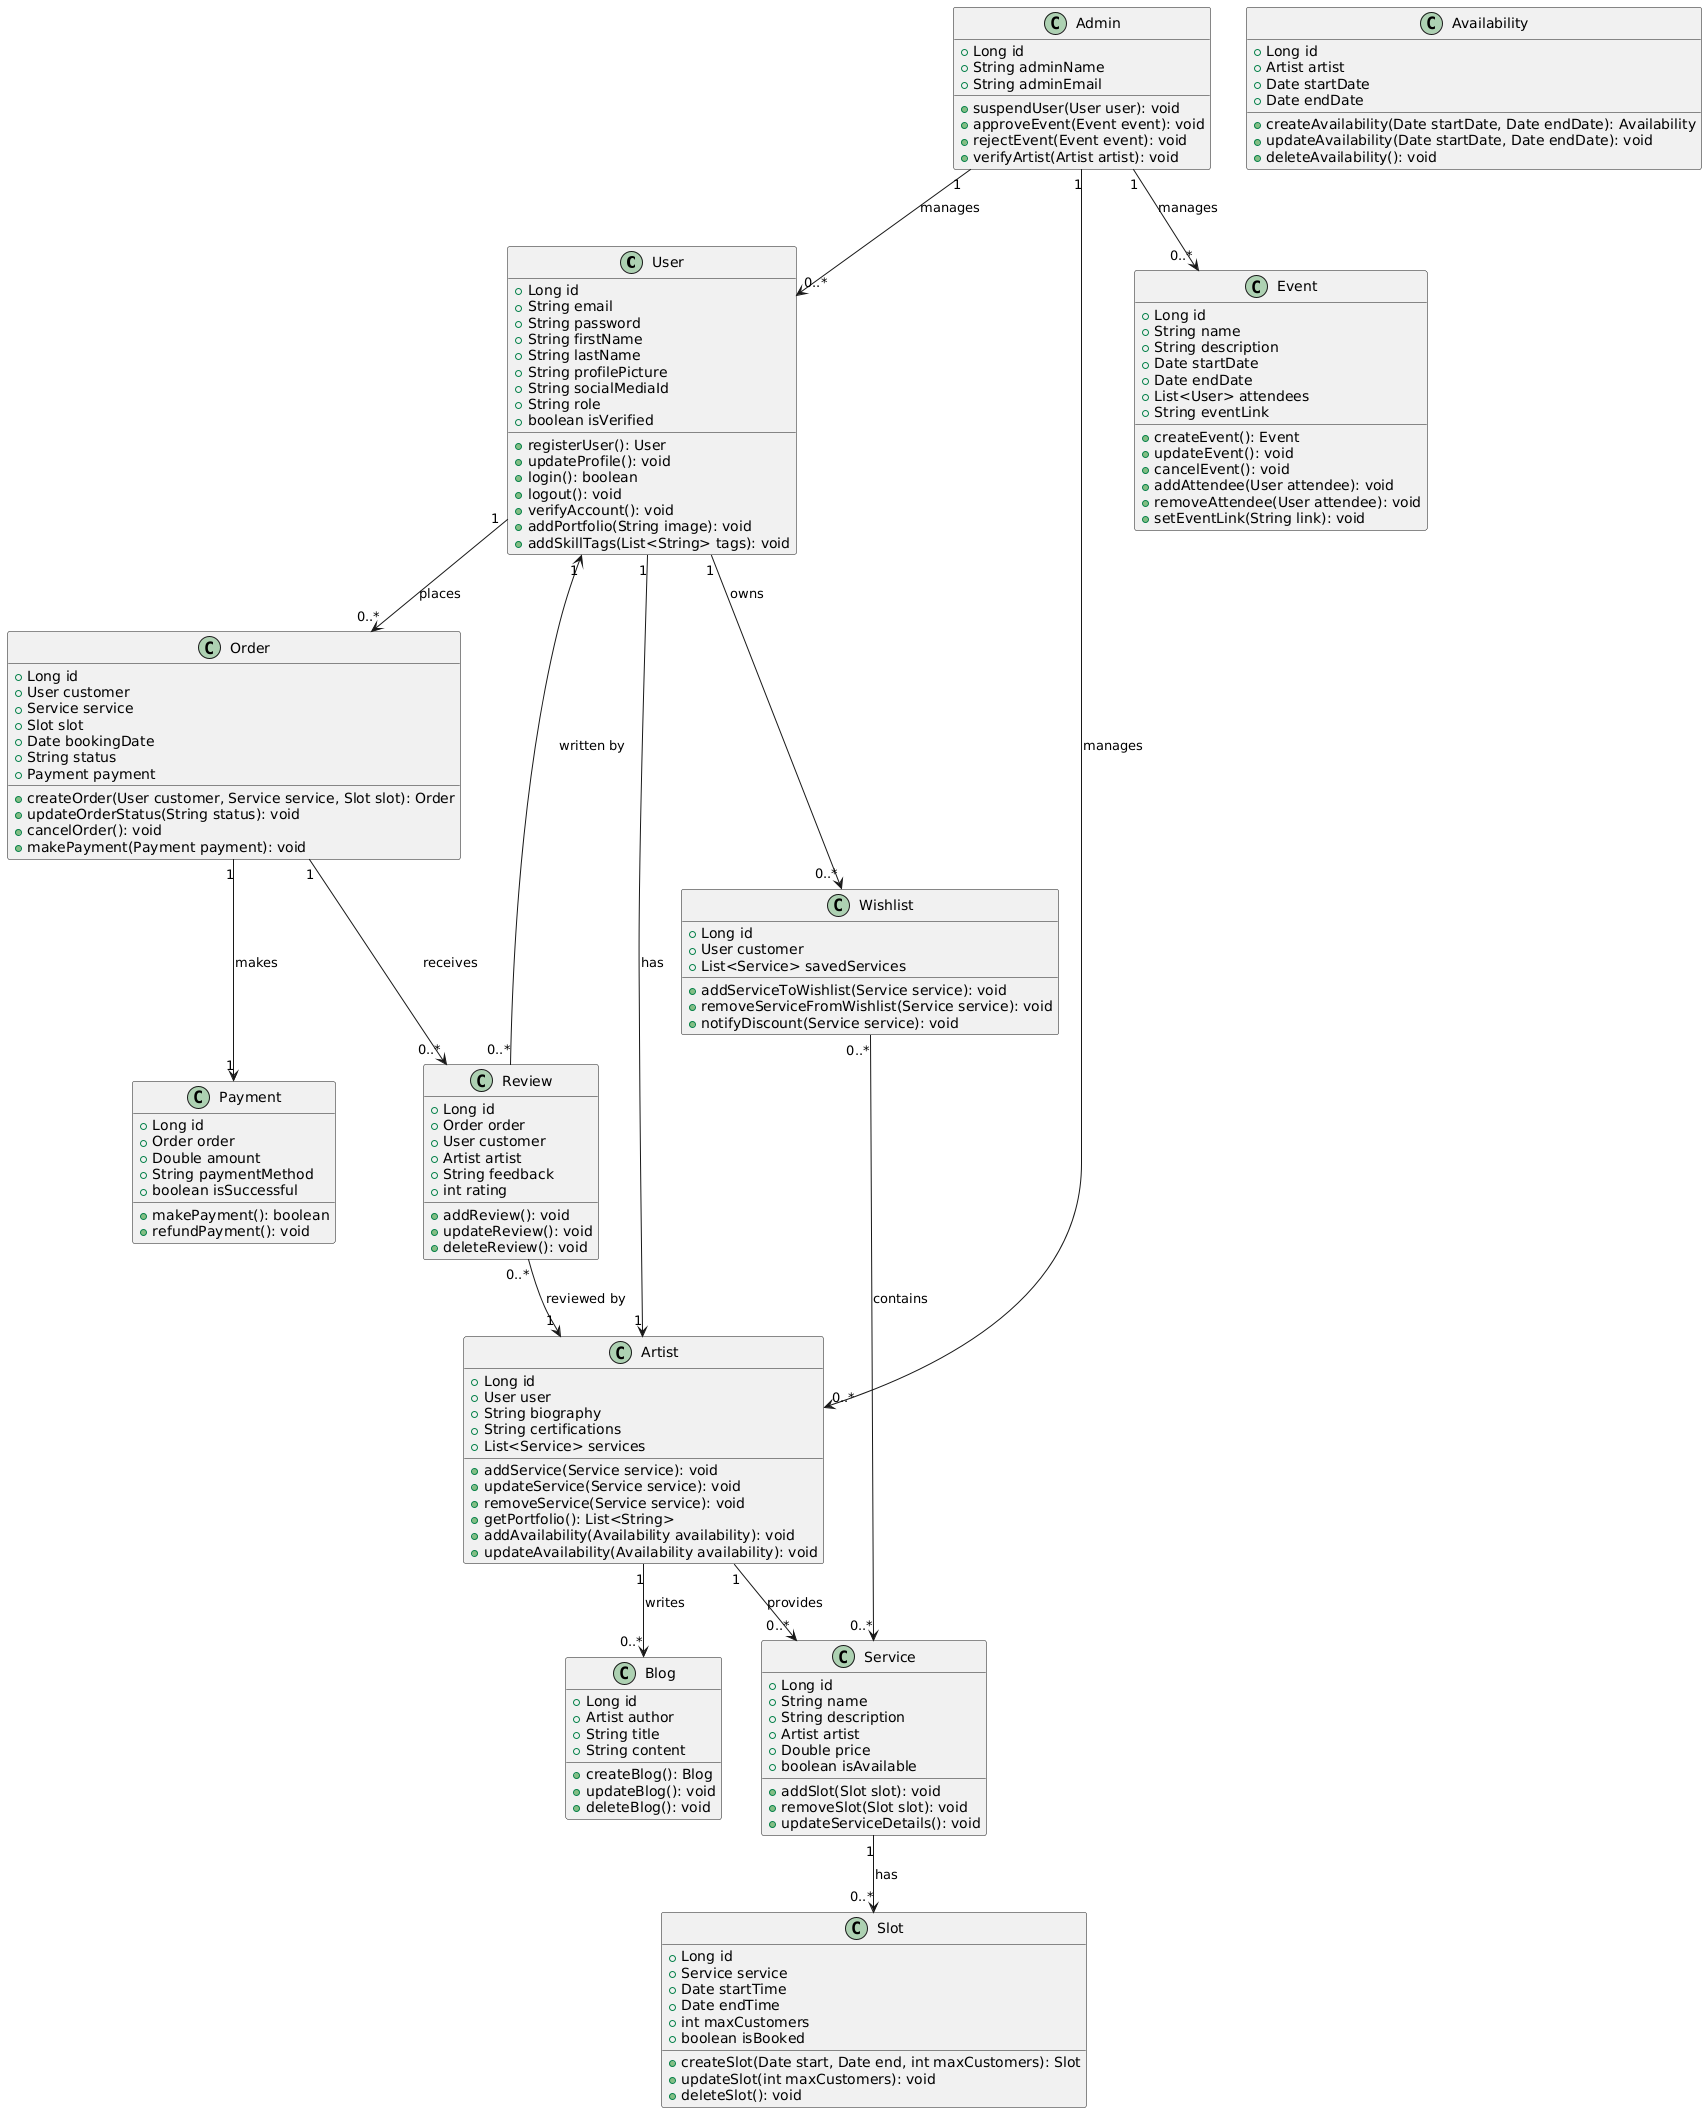 C Admin
Long id
String adminName
String adminEmail
suspendUser(User user): void
approveEvent(Event event): void
rejectEvent(Event event): void
verifyArtist(Artist artist): void
C Availability
Long id
Artist artist
Date startDate
Date endDate
createAvailability(Date startDate, Date endDate): Availability
updateAvailability(Date startDate, Date endDate): void
deleteAvailability(): void
1
1
1
manages
manages
0..*
0..*
C User
Long id
String email
String password
String firstName
String lastName
String profilePicture
String socialMediaId
String role
boolean isVerified
registerUser(): User
updateProfile(): void
login(): boolean
logout(): void
verifyAccount(): void
addPortfolio(String image): void
addSkillTags(List<String> tags): void
C Event
Long id
String name
String description
Date startDate
Date endDate
List<User> attendees
String eventLink
createEvent(): Event
updateEvent(): void
cancelEvent(): void
addAttendee(User attendee): void
removeAttendee(User attendee): void
setEventLink(String link): void
1
1
1
1
places
owns
0..*
C Order
Long id
User customer
Service service
Slot slot
Date bookingDate
String status
Payment payment
createOrder(User customer, Service service, Slot slot): Order
updateOrderStatus(String status): void
cancelOrder(): void
makePayment(Payment payment): void
written by
manages
1
1
0..*
C Wishlist
Long id
User customer
List<Service> savedServices
addServiceToWishlist(Service service): void
removeServiceFromWishlist(Service service): void
notifyDiscount(Service service): void
makes
receives
has
1
0..*
0..*
0..*
C Payment
Long id
Order order
Double amount
String paymentMethod
boolean isSuccessful
makePayment(): boolean
refundPayment(): void
C Review
Long id
Order order
User customer
Artist artist
String feedback
int rating
addReview(): void
updateReview(): void
deleteReview(): void
0..*
reviewed by
contains
1
1
0..*
C Artist
Long id
User user
String biography
String certifications
List<Service> services
addService(Service service): void
updateService(Service service): void
removeService(Service service): void
getPortfolio(): List<String>
addAvailability(Availability availability): void
updateAvailability(Availability availability): void
1
1
writes
provides
0..*
0..*
0..*
C Blog
Long id
Artist author
String title
String content
createBlog(): Blog
updateBlog(): void
deleteBlog(): void
C Service
Long id
String name
String description
Artist artist
Double price
boolean isAvailable
addSlot(Slot slot): void
removeSlot(Slot slot): void
updateServiceDetails(): void
1
has
0..*
C Slot
Long id
Service service
Date startTime
Date endTime
int maxCustomers
boolean isBooked
createSlot(Date start, Date end, int maxCustomers): Slot
updateSlot(int maxCustomers): void
deleteSlot(): void